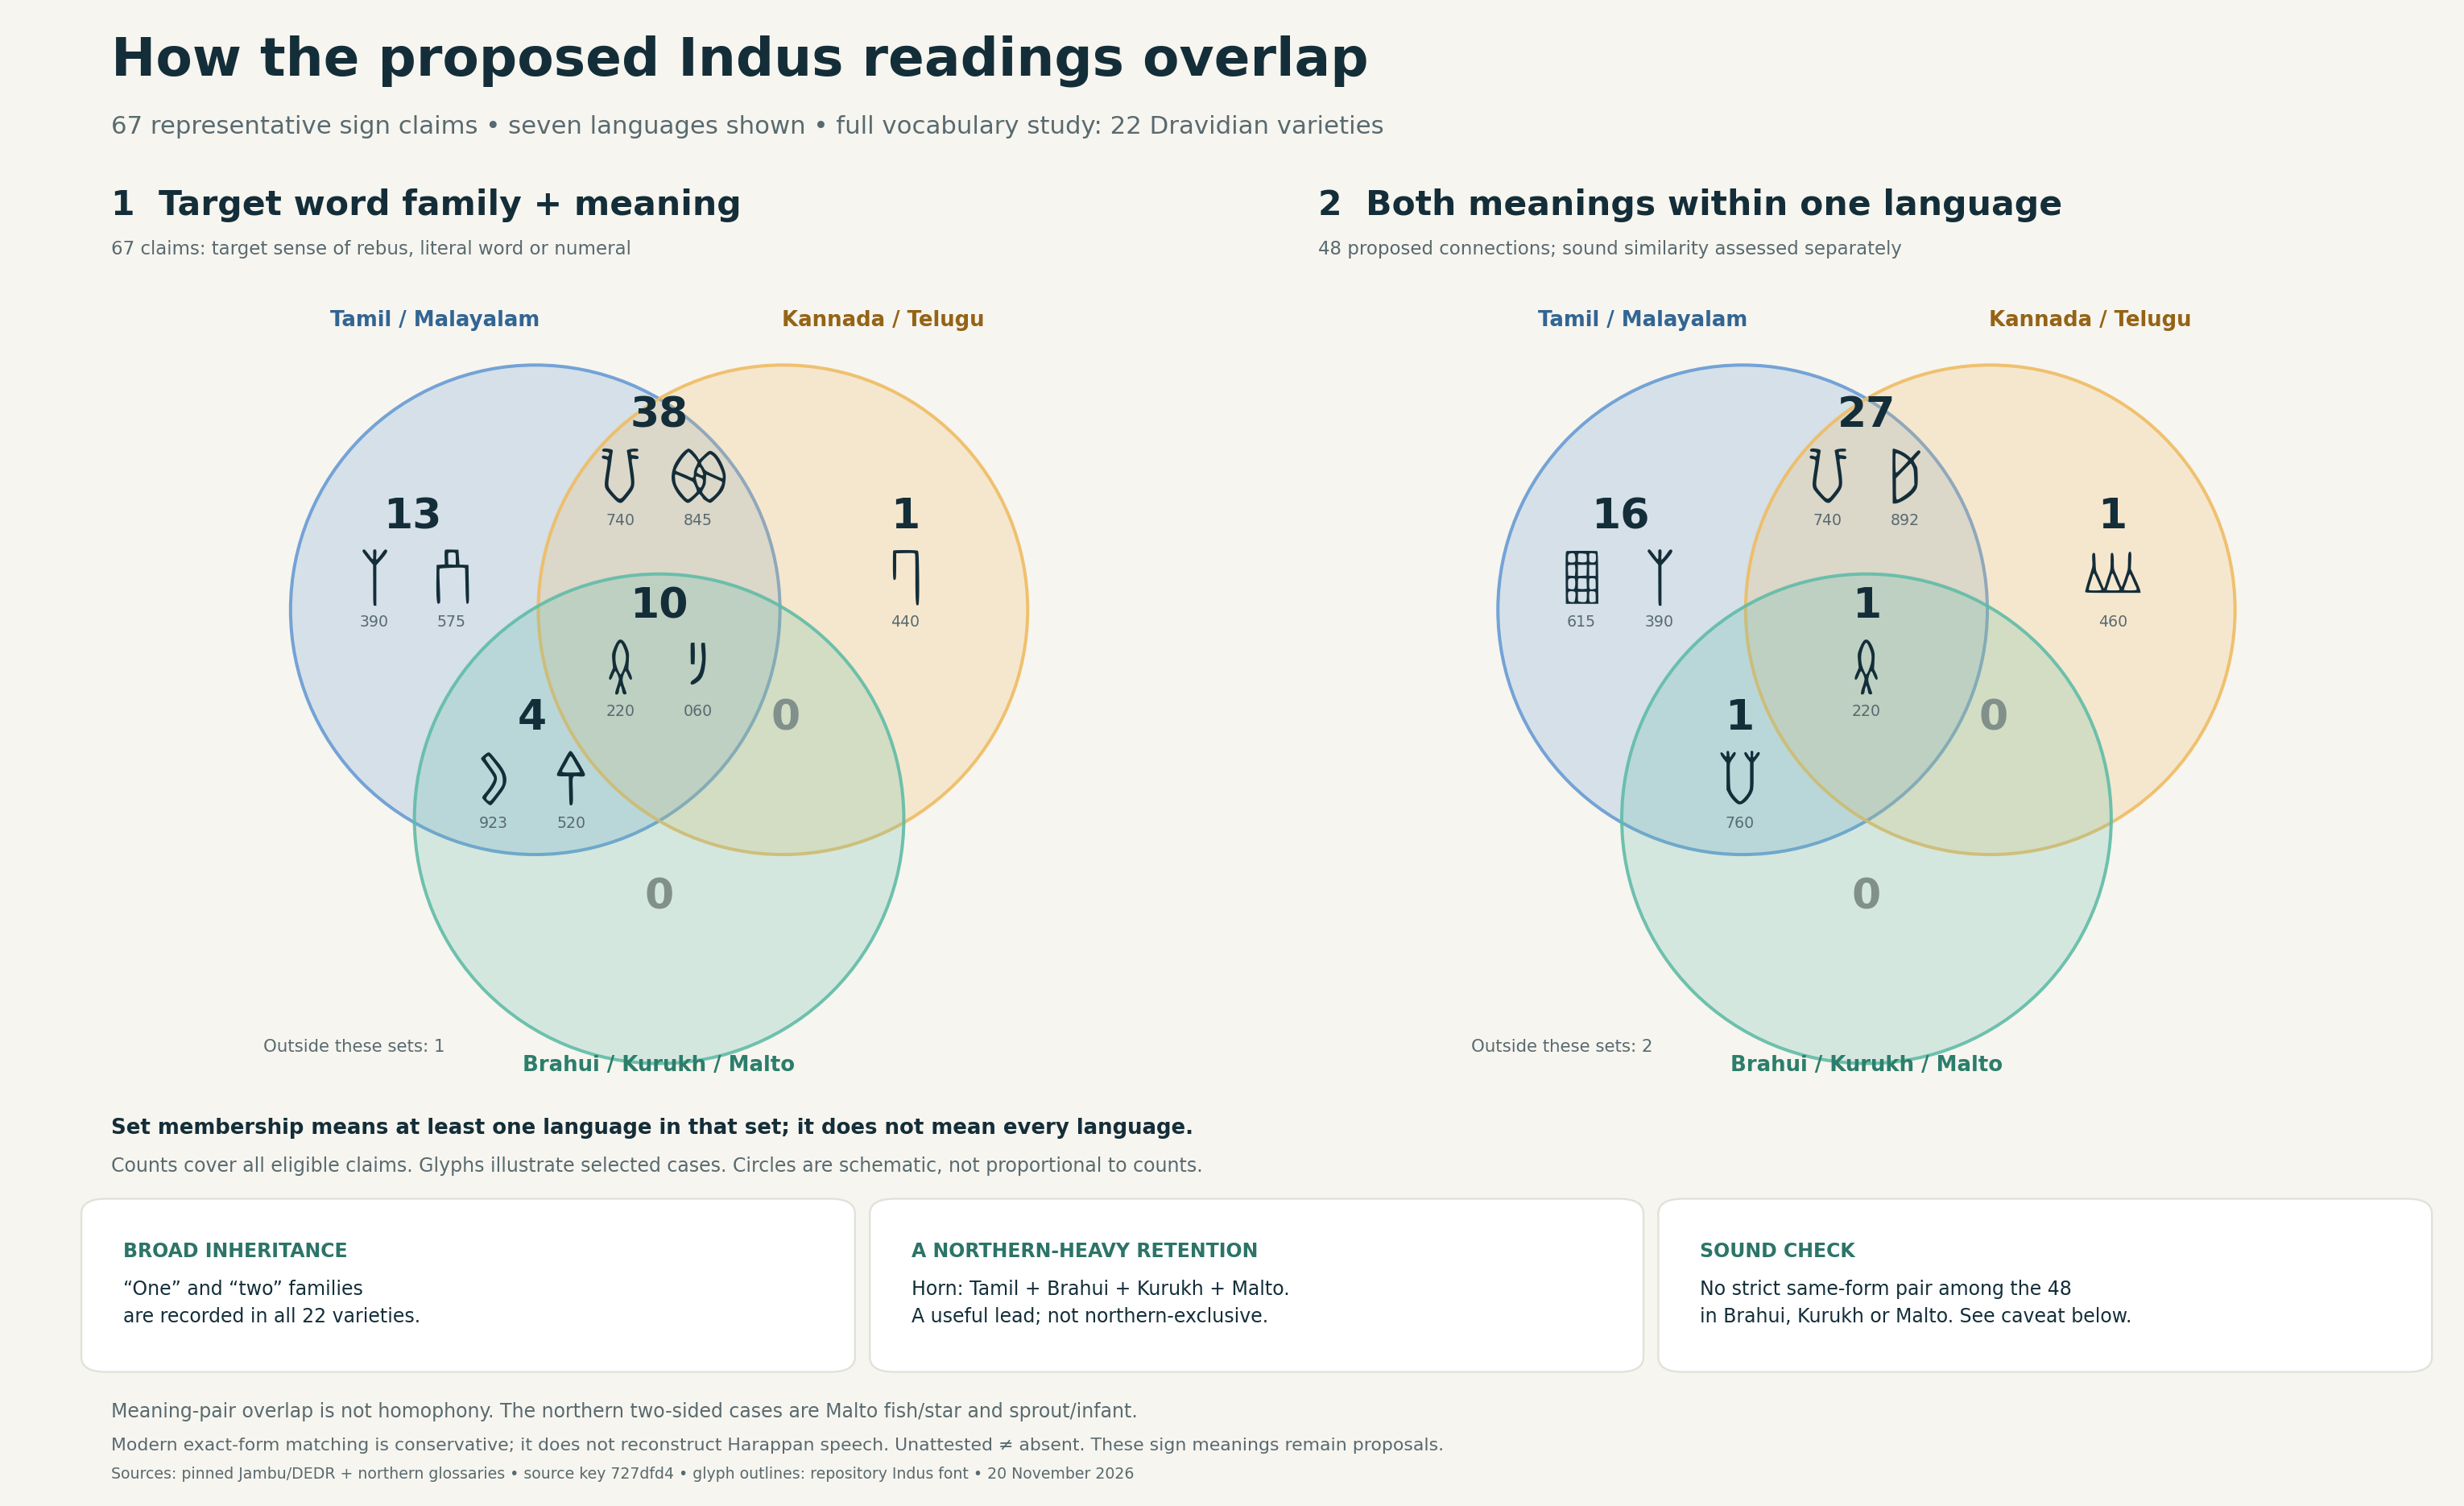 How the proposed Indus readings overlap
67 representative sign claims • seven languages shown • full vocabulary study: 22 Dravidian varieties
1 Target word family + meaning
67 claims: target sense of rebus, literal word or numeral
Tamil / Malayalam
Kannada / Telugu
38
740 845
13
390 575
1
440
10
220 060
4
923 520
0
0
Outside these sets: 1
Brahui / Kurukh / Malto
2 Both meanings within one language
48 proposed connections; sound similarity assessed separately
Tamil / Malayalam
Kannada / Telugu
27
740 892
16
615 390
1
460
1
220
1
760
0
0
Outside these sets: 2
Brahui / Kurukh / Malto
Set membership means at least one language in that set; it does not mean every language.
Counts cover all eligible claims. Glyphs illustrate selected cases. Circles are schematic, not proportional to counts.
BROAD INHERITANCE
“One” and “two” families
are recorded in all 22 varieties.
A NORTHERN-HEAVY RETENTION
Horn: Tamil + Brahui + Kurukh + Malto.
A useful lead; not northern-exclusive.
SOUND CHECK
No strict same-form pair among the 48
in Brahui, Kurukh or Malto. See caveat below.
Meaning-pair overlap is not homophony. The northern two-sided cases are Malto fish/star and sprout/infant.
Modern exact-form matching is conservative; it does not reconstruct Harappan speech. Unattested ≠ absent. These sign meanings remain proposals.
Sources: pinned Jambu/DEDR + northern glossaries • source key 727dfd4 • glyph outlines: repository Indus font • 20 November 2026